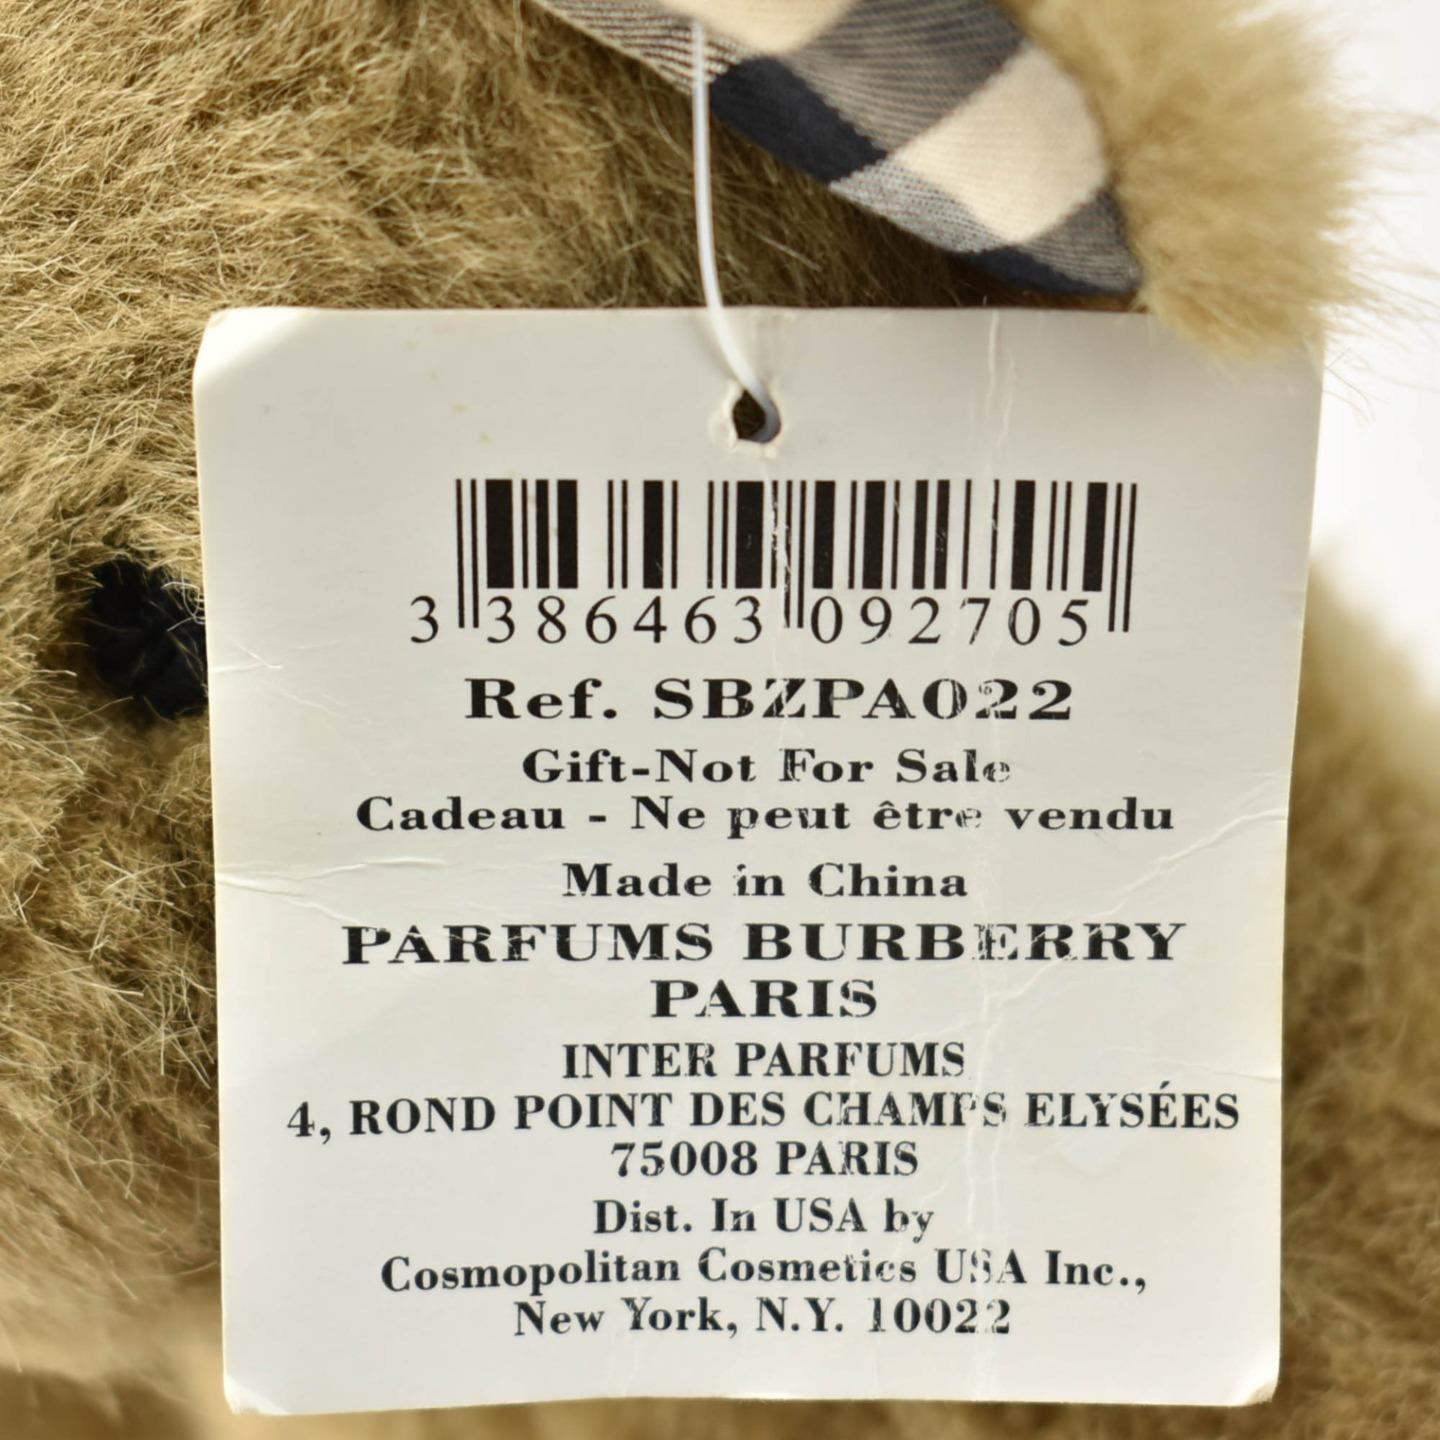 3 386463 092705
Ref. SBZPA022
Gift-Not For Sale
Cadeau - Ne peut être vendu
Made in China
PARFUMS BURBERRY
PARIS
INTER PARFUMS
4, ROND POINT DES CHAMPS ELYSÉES
75008 PARIS
Dist. In USA by
Cosmopolitan Cosmetics USA Inc.,
New York, N.Y. 10022